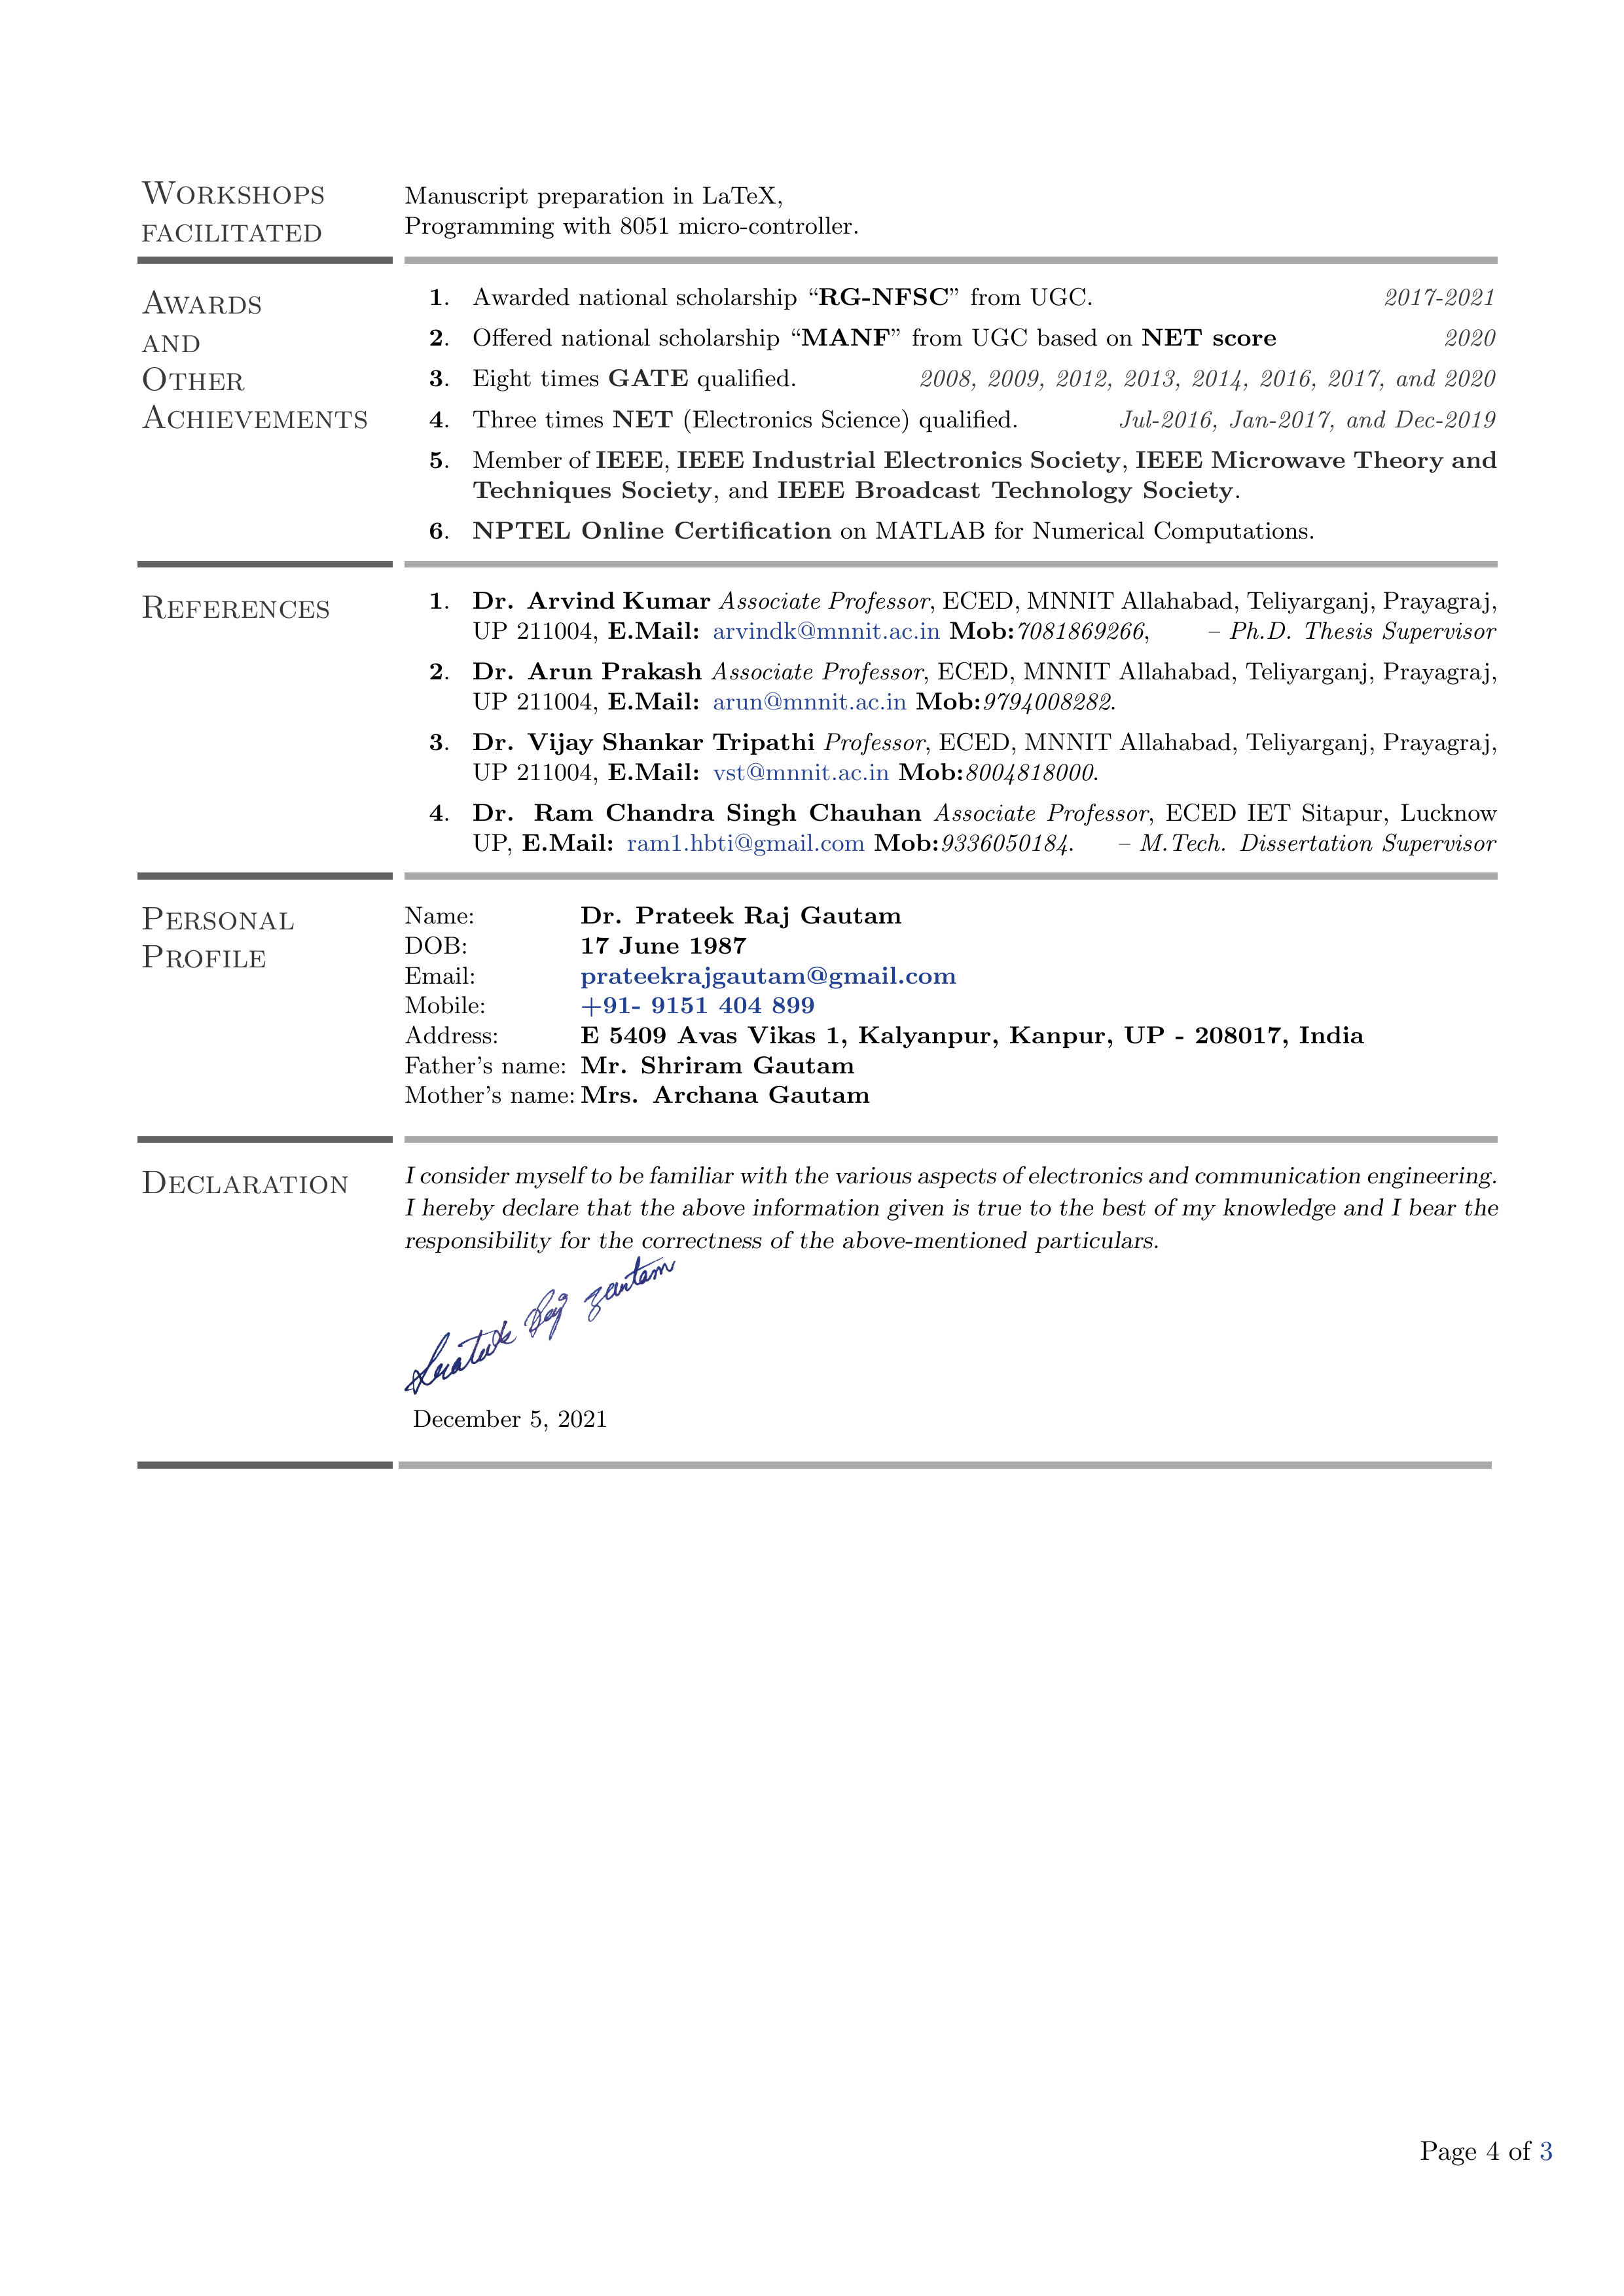 WORKSHOPS
FACILITATED
Manuscript preparation in LaTeX,
Programming with 8051 micro-controller.
AWARDS
AND
OTHER
ACHIEVEMENTS
1. Awarded national scholarship “RG-NFSC” from UGC. 2017-2021
2. Offered national scholarship “MANF” from UGC based on NET score 2020
3. Eight times GATE qualified. 2008, 2009, 2012, 2013, 2014, 2016, 2017, and 2020
4. Three times NET (Electronics Science) qualified. Jul-2016, Jan-2017, and Dec-2019
5. Member of IEEE, IEEE Industrial Electronics Society, IEEE Microwave Theory and
Techniques Society, and IEEE Broadcast Technology Society.
6. NPTEL Online Certification on MATLAB for Numerical Computations.
REFERENCES
1. Dr. Arvind Kumar Associate Professor, ECED, MNNIT Allahabad, Teliyarganj, Prayagraj,
UP 211004, E.Mail: arvindk@mnnit.ac.in Mob:7081869266, – Ph.D. Thesis Supervisor
2. Dr. Arun Prakash Associate Professor, ECED, MNNIT Allahabad, Teliyarganj, Prayagraj,
UP 211004, E.Mail: arun@mnnit.ac.in Mob:9794008282.
3. Dr. Vijay Shankar Tripathi Professor, ECED, MNNIT Allahabad, Teliyarganj, Prayagraj,
UP 211004, E.Mail: vst@mnnit.ac.in Mob:8004818000.
4. Dr. Ram Chandra Singh Chauhan Associate Professor, ECED IET Sitapur, Lucknow
UP, E.Mail: ram1.hbti@gmail.com Mob:9336050184. – M.Tech. Dissertation Supervisor
PERSONAL
PROFILE
Name: Dr. Prateek Raj Gautam
DOB: 17 June 1987
Email: prateekrajgautam@gmail.com
Mobile: +91- 9151 404 899
Address: E 5409 Avas Vikas 1, Kalyanpur, Kanpur, UP - 208017, India
Father’s name: Mr. Shriram Gautam
Mother’s name: Mrs. Archana Gautam
DECLARATION
I consider myself to be familiar with the various aspects of electronics and communication engineering.
I hereby declare that the above information given is true to the best of my knowledge and I bear the
responsibility for the correctness of the above-mentioned particulars.
Prateek Raj Gautam
December 5, 2021
Page 4 of 3